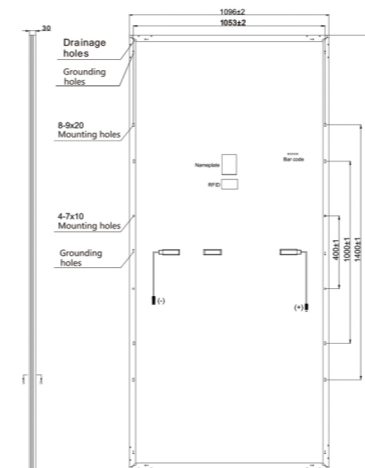 1096±2
1053±2
30
Drainage
holes
Grounding
holes
8-9x20
Mounting holes
Nameplate
Bar code
RFID
4-7x10
Mounting holes
Grounding
holes
400±1
1000±1
1400±1
(-)
(+)